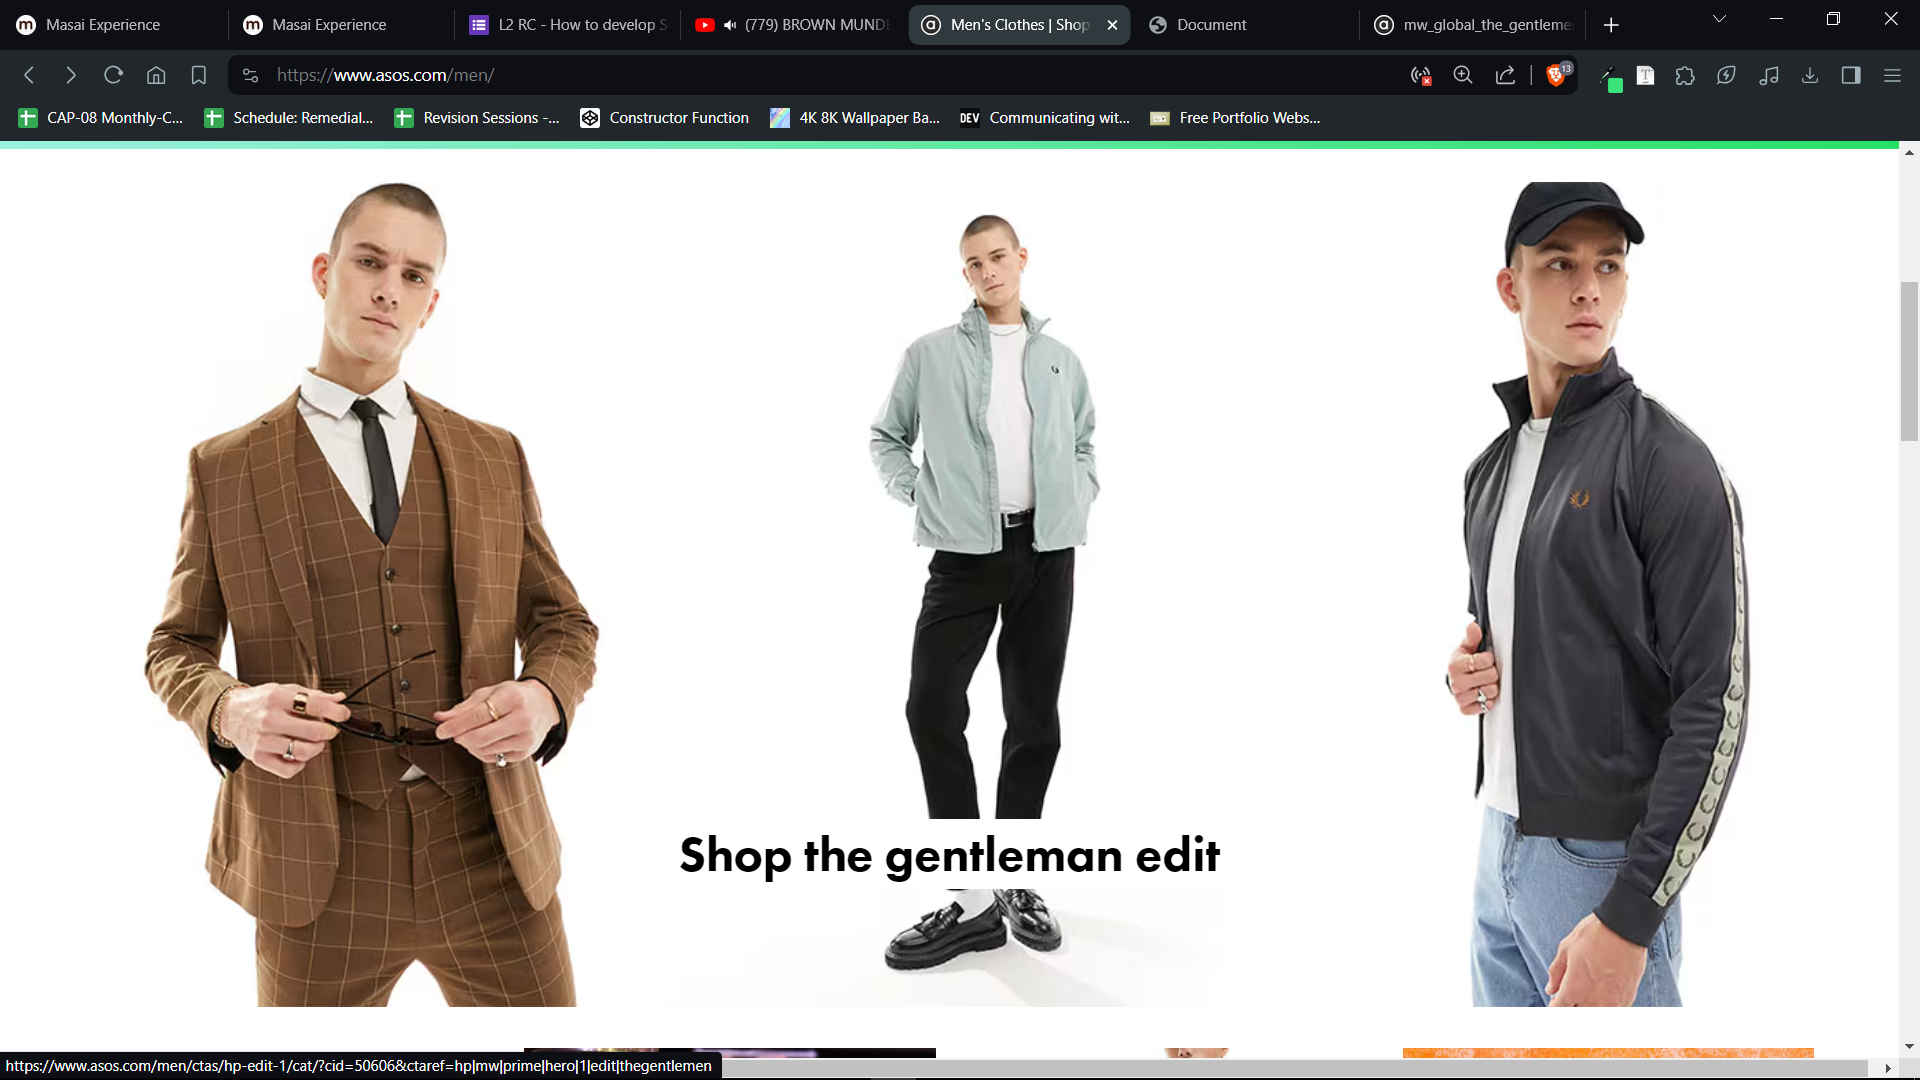 Masai Experience
Masai Experience
L2 RC - How to develop S
(779) BROWN MUND
Men's Clothes | Shop
Document
mw_global_the_gentleme
https://www.asos.com/men/
13
CAP-08 Monthly-C...
Schedule: Remedial...
Revision Sessions -...
Constructor Function
4K 8K Wallpaper Ba...
DEV Communicating wit...
Free Portfolio Webs...
Shop the gentleman edit
https://www.asos.com/men/ctas/hp-edit-1/cat/?cid=50606&ctaref=hp|mw|prime|hero|1|edit|thegentlemen